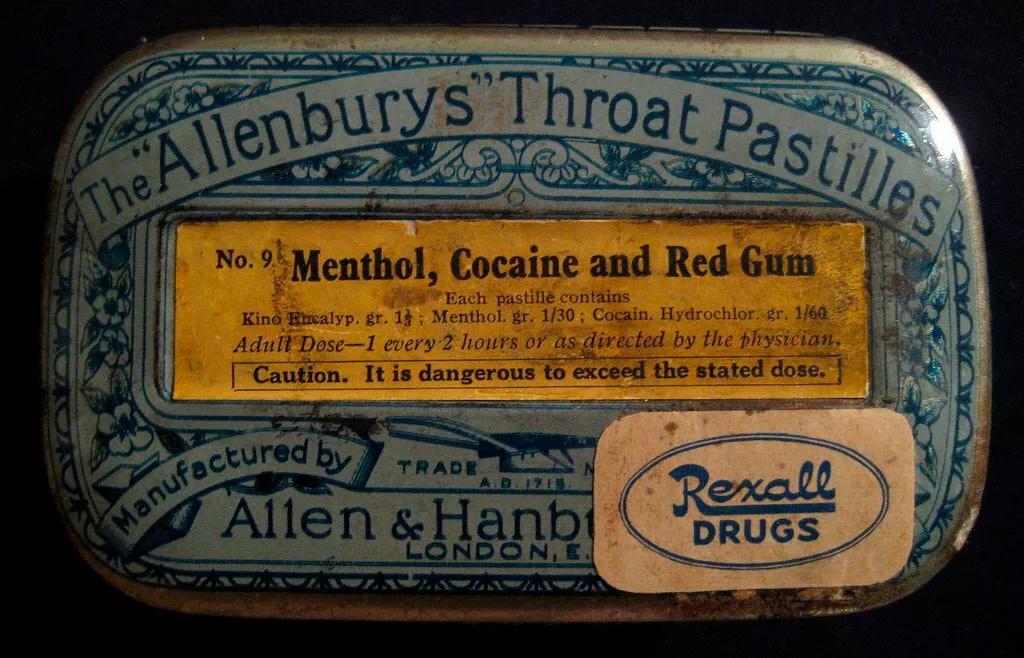 The "Allenburys" Throat Pastilles
No. 9 Menthol, Cocaine and Red Gum
Each pastille contains
Kino Eucalyp. gr. 1½ ; Menthol. gr. 1/30 ; Cocain. Hydrochlor. gr. 1/60
Adult Dose—1 every 2 hours or as directed by the physician.
Caution. It is dangerous to exceed the stated dose.
Manufactured by
TRADE
A.D. 1715.
Allen & Hanb
LONDON, E.
Rexall
DRUGS